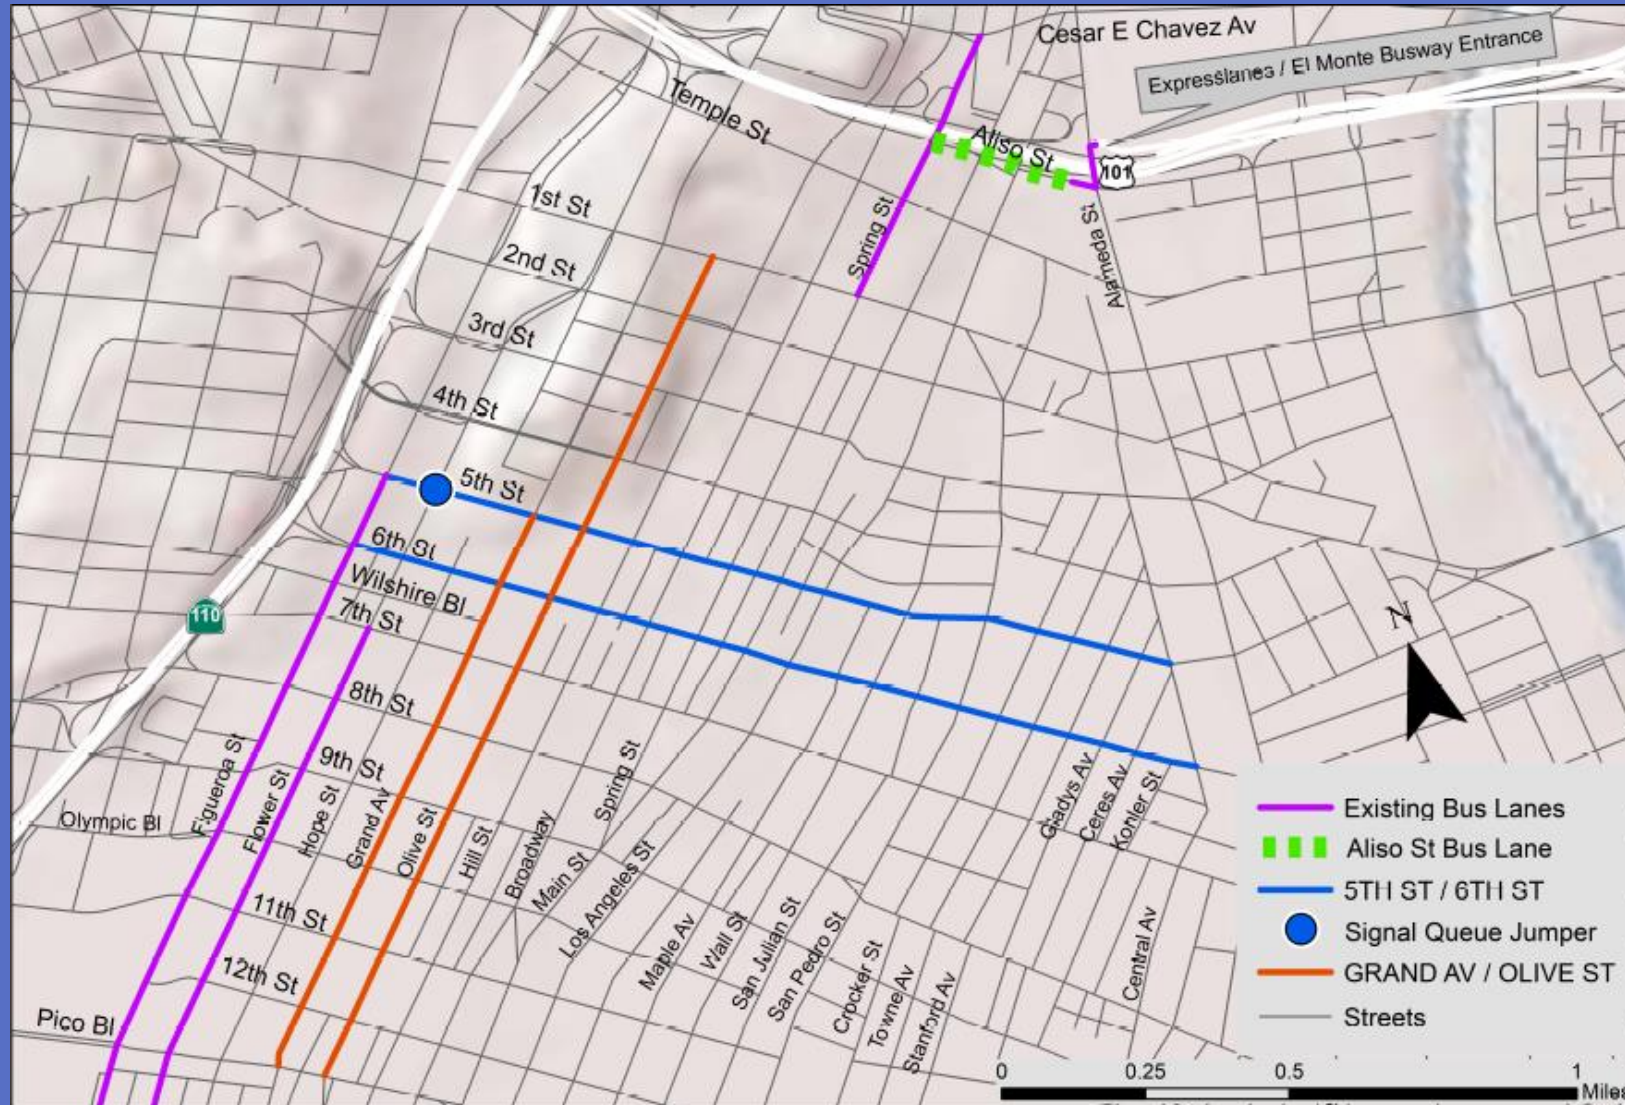 Cesar E Chavez Av
Expresslanes / El Monte Busway Entrance
Temple St
Aliso St
101
1st St
Spring St
Alameda St
2nd St
3rd St
4th St
5th St
6th St
Wilshire Bl
7th St
110
N
8th St
9th St
Figueroa St
Flower St
Hope St
Grand Av
Olive St
Hill St
Broadway
Spring St
Main St
Los Angeles St
Olympic Bl
Gladys Av
Ceres Av
Kohler St
11th St
12th St
Maple Av
Wall St
San Julian St
San Pedro St
Crocker St
Towne Av
Stanford Av
Central Av
Pico Bl
Existing Bus Lanes
Aliso St Bus Lane
5TH ST / 6TH ST
Signal Queue Jumper
GRAND AV / OLIVE ST
Streets
0 0.25 0.5 1
Miles